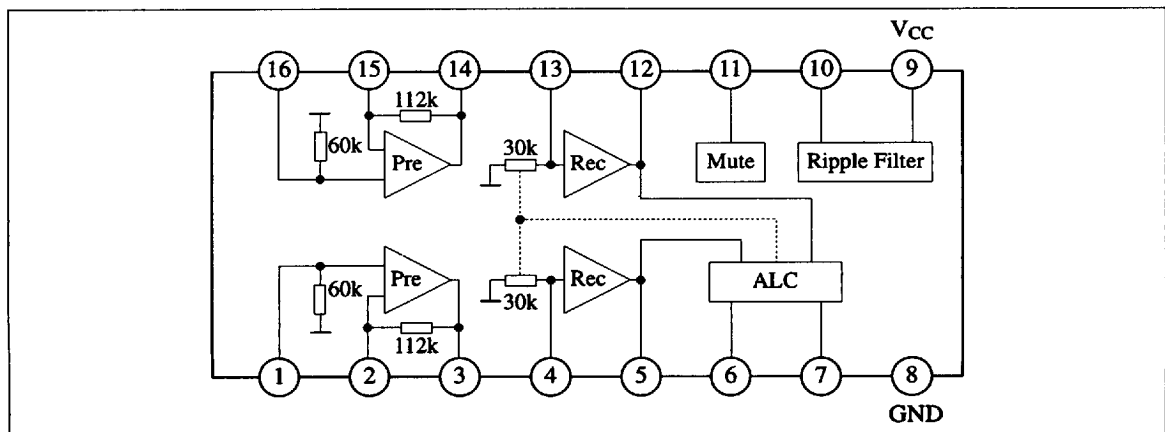 VCC
16 15 14 13 12 11 10 9
112k
60k
Pre
30k
Rec
Mute
Ripple Filter
Pre
60k
112k
30k
Rec
ALC
1 2 3 4 5 6 7 8
GND